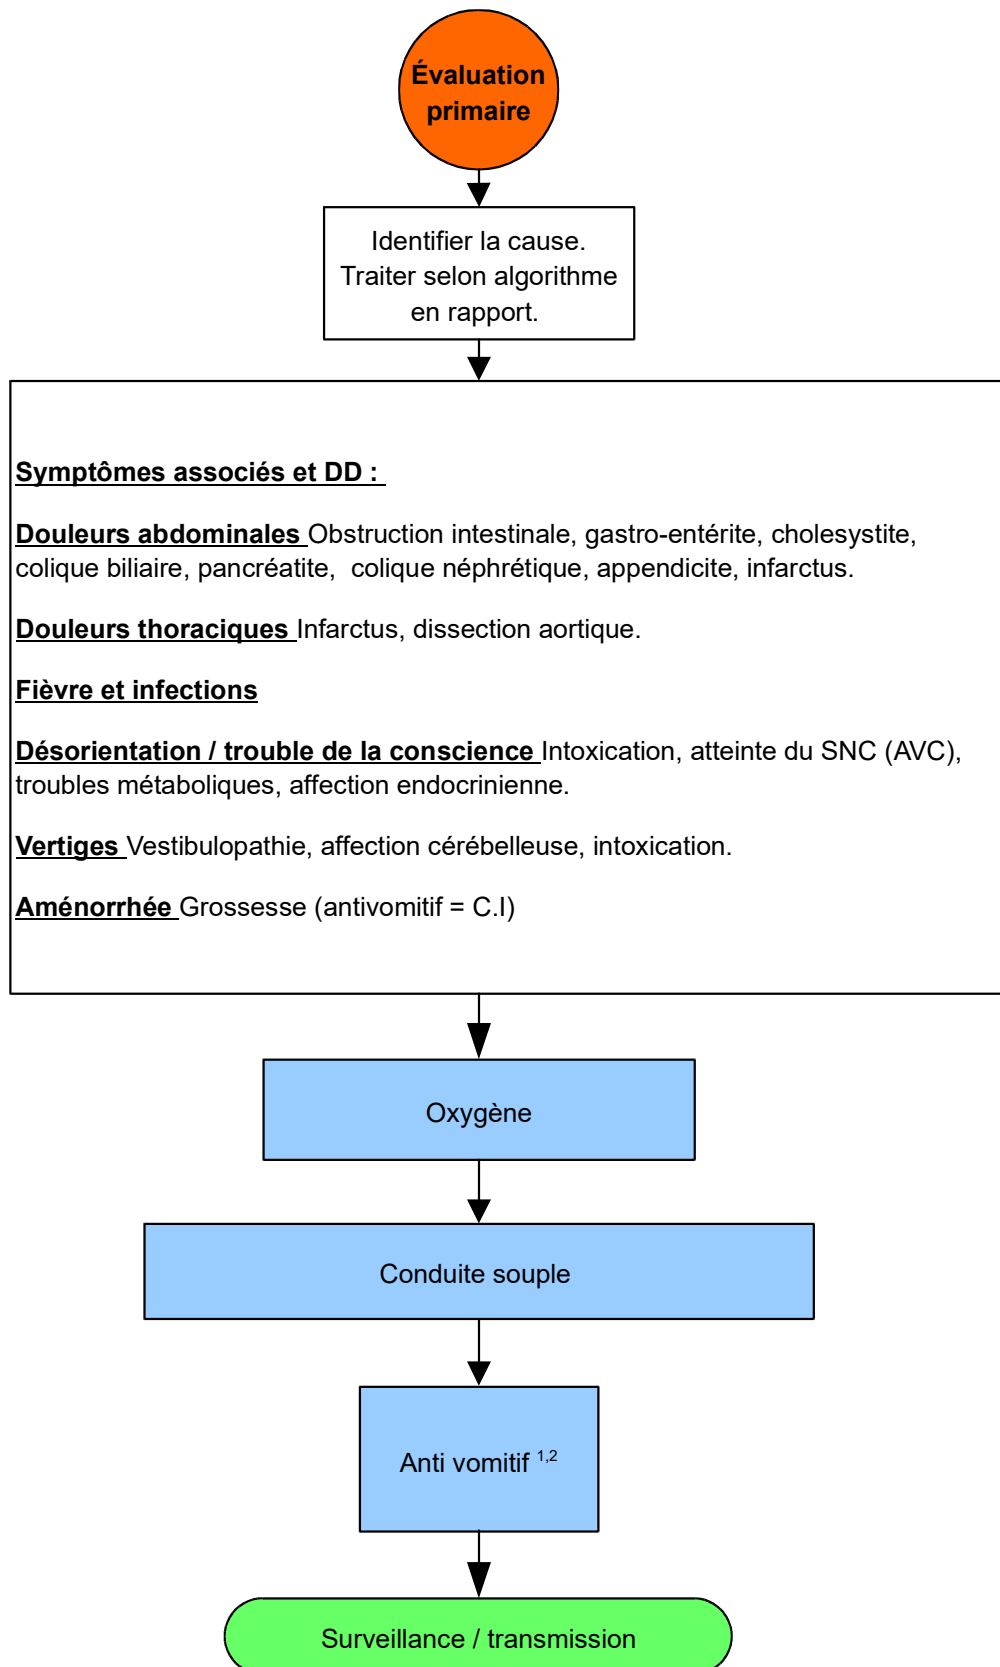 Évaluation
primaire
Identifier la cause.
Traiter selon algorithme
en rapport.
Symptômes associés et DD :
Douleurs abdominales Obstruction intestinale, gastro-entérite, cholesystite,
colique biliaire, pancréatite, colique néphrétique, appendicite, infarctus.
Douleurs thoraciques Infarctus, dissection aortique.
Fièvre et infections
Désorientation / trouble de la conscience Intoxication, atteinte du SNC (AVC),
troubles métaboliques, affection endocrinienne.
Vertiges Vestibulopathie, affection cérébelleuse, intoxication.
Aménorrhée Grossesse (antivomitif = C.I)
Oxygène
Conduite souple
Anti vomitif 1,2
Surveillance / transmission